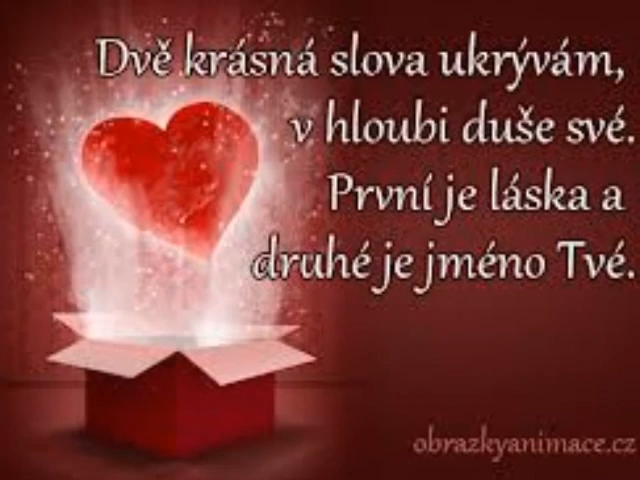 Dvě krásná slova ukrývám,
v hloubi duše své.
První je láska a
druhé je jméno Tvé.
obrazkyanimace.cz